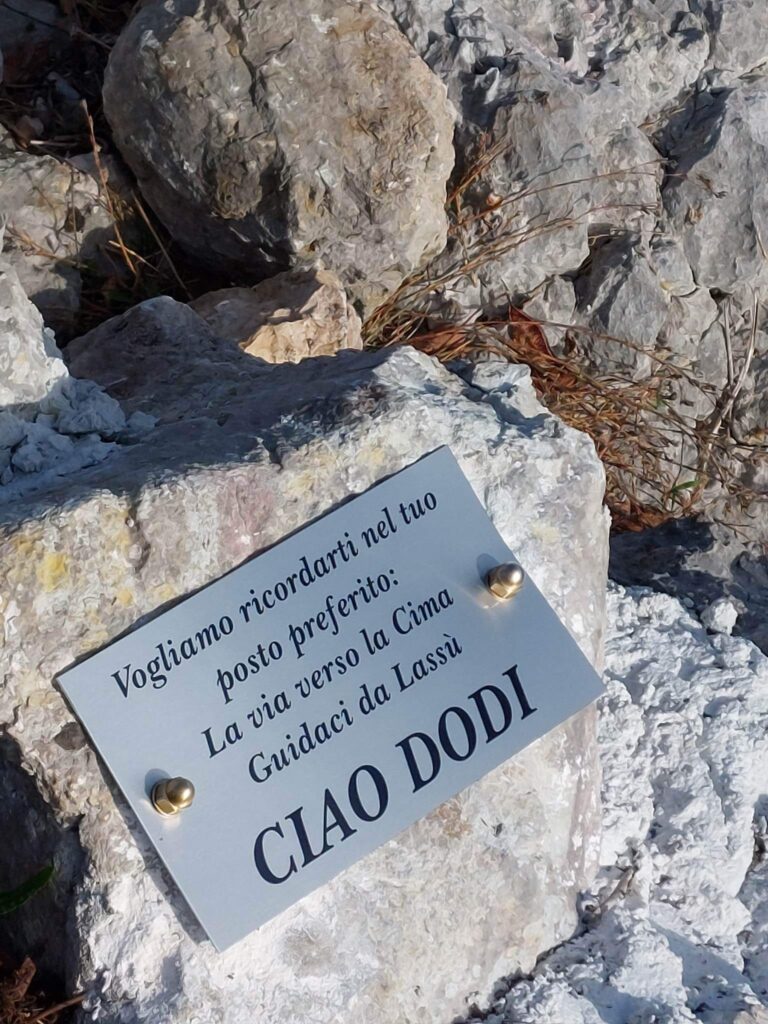 Vogliamo ricordarti nel tuo
posto preferito:
La via verso la Cima
Guidaci da Lassù
CIAO DODI